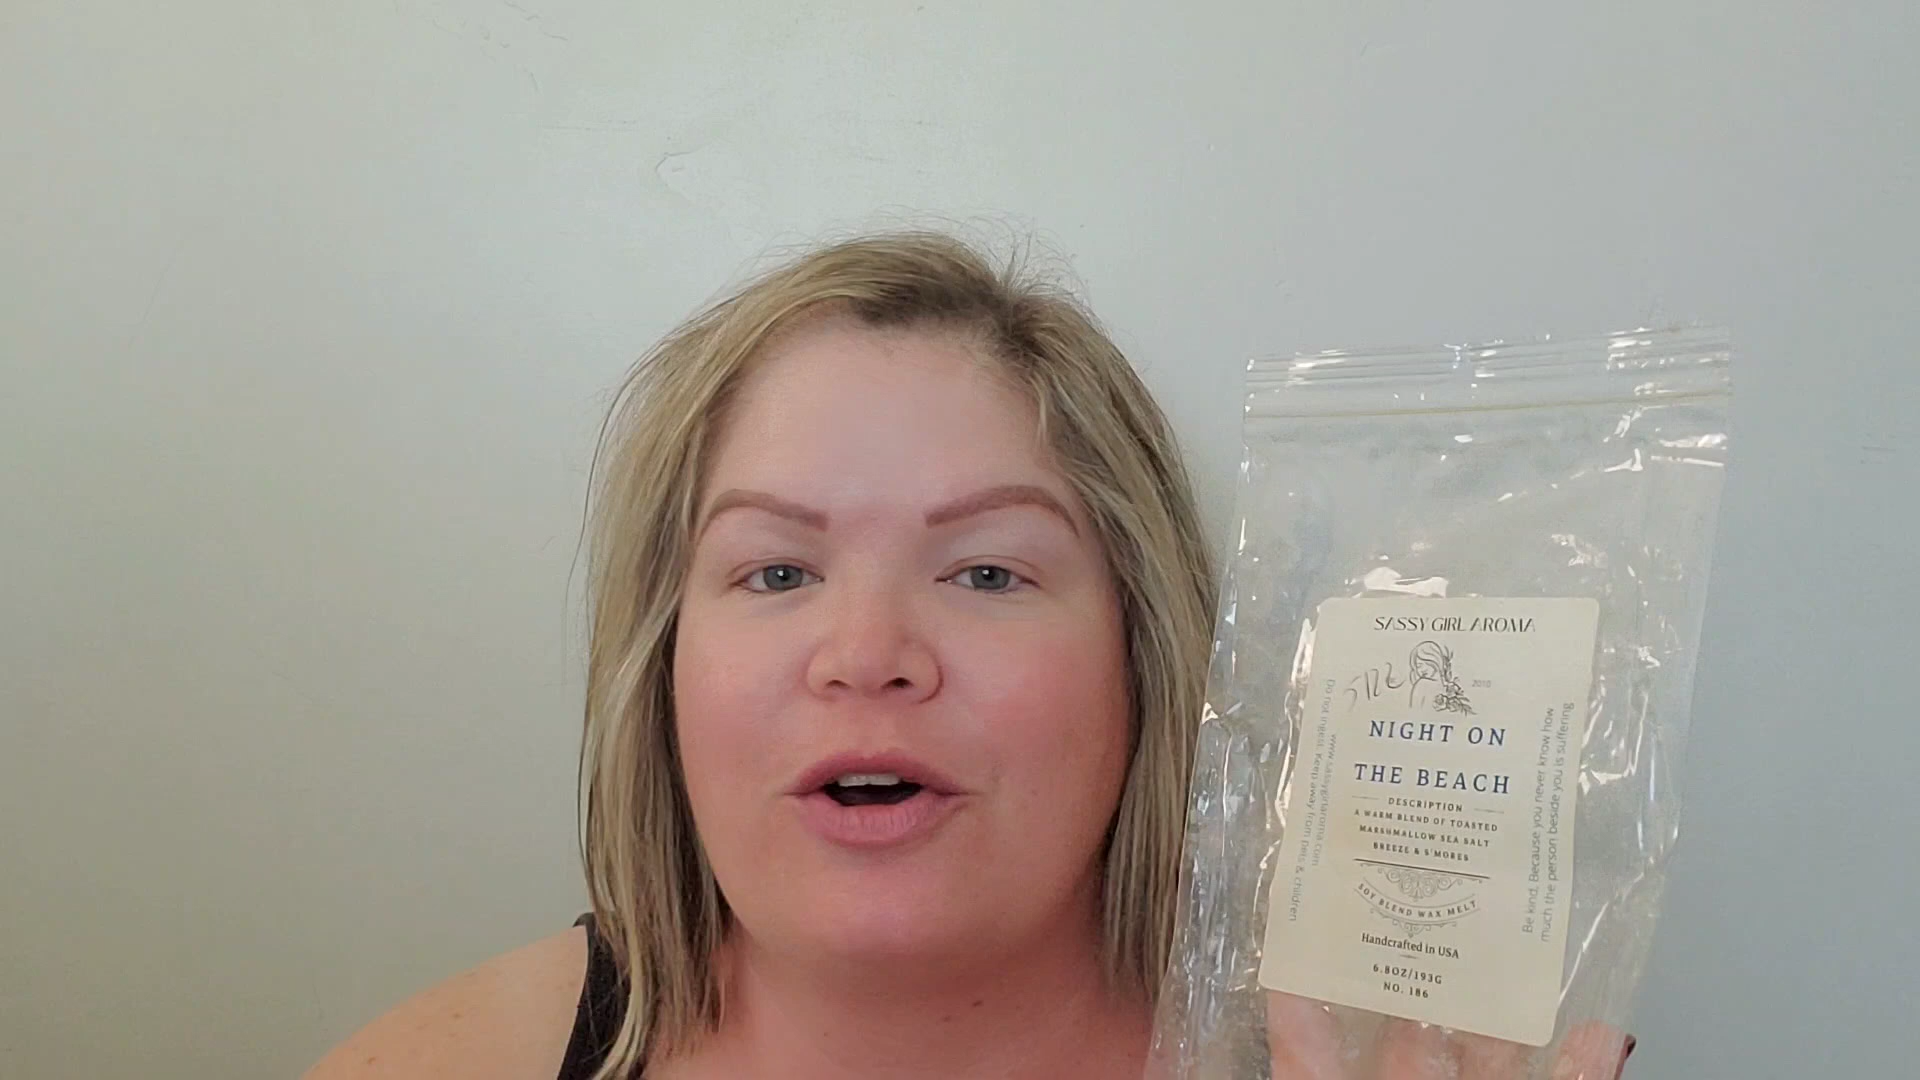 SASSY GIRL AROMA
2010
NIGHT ON
THE BEACH
DESCRIPTION
A WARM BLEND OF TOASTED
MARSHMALLOW SEA SALT
BREEZE & S'MORES
SOY BLEND WAX MELT
Handcrafted in USA
6.8OZ/193G
NO. 186
Do not ingest. Keep away from pets & children
www.sassygirlaroma.com
Be kind. Because you never know how
much the person beside you is suffering